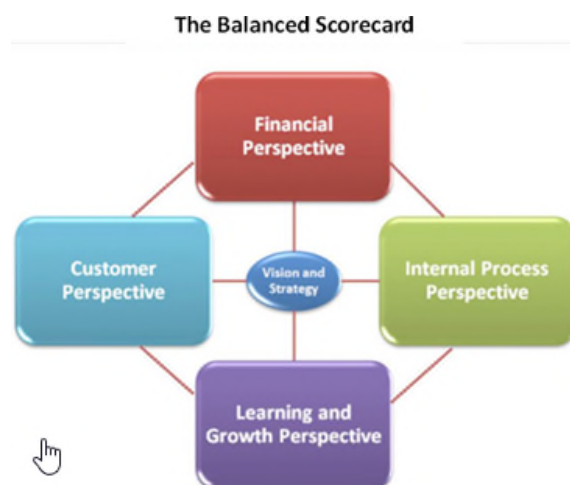 The Balanced Scorecard
Financial
Perspective
Customer
Perspective
Vision and
Strategy
Internal Process
Perspective
Learning and
Growth Perspective